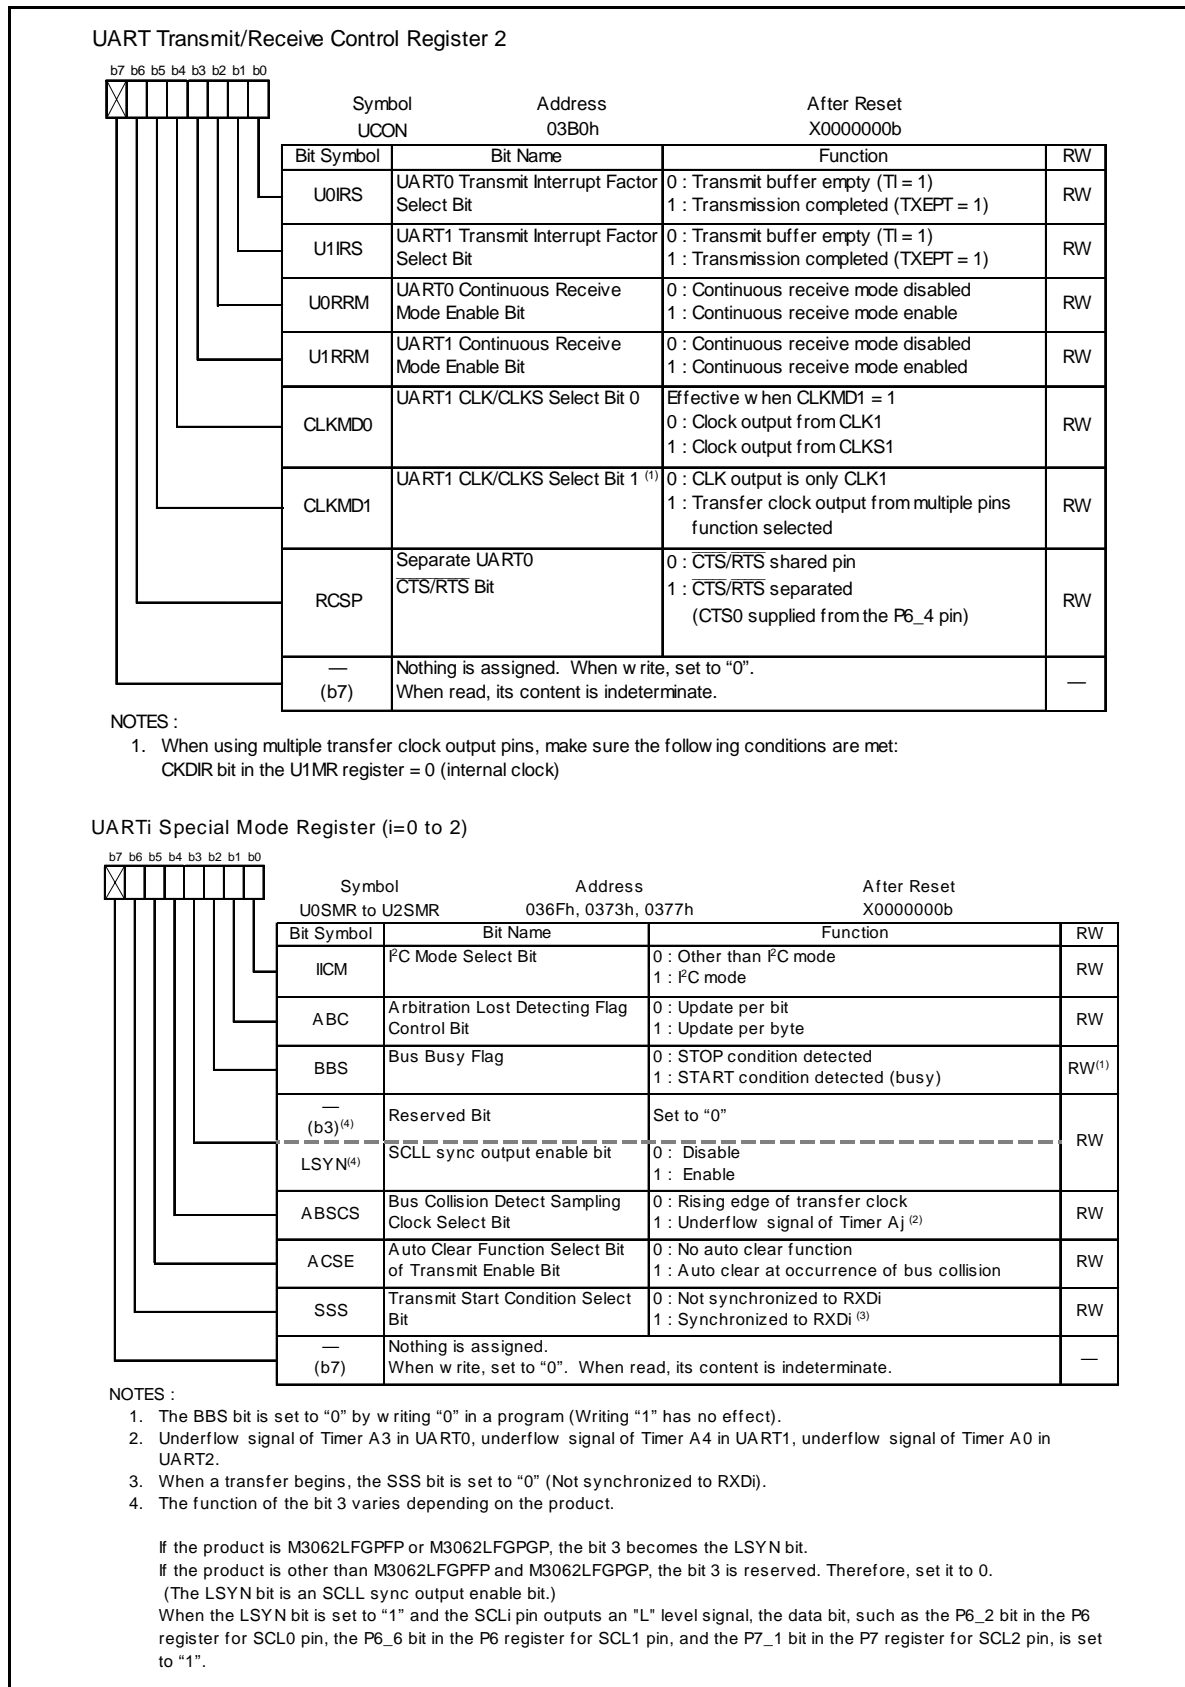 UART Transmit/Receive Control Register 2
b7 b6 b5 b4 b3 b2 b1 b0
Symbol Address After Reset
UCON 03B0h X0000000b
Bit Symbol Bit Name Function RW
U0IRS UART0 Transmit Interrupt Factor Select Bit 0 : Transmit buffer empty (TI = 1) RW
1 : Transmission completed (TXEPT = 1)
U1IRS UART1 Transmit Interrupt Factor Select Bit 0 : Transmit buffer empty (TI = 1) RW
1 : Transmission completed (TXEPT = 1)
U0RRM UART0 Continuous Receive Mode Enable Bit 0 : Continuous receive mode disabled RW
1 : Continuous receive mode enable
U1RRM UART1 Continuous Receive Mode Enable Bit 0 : Continuous receive mode disabled RW
1 : Continuous receive mode enabled
CLKMD0 UART1 CLK/CLKS Select Bit 0 Effective when CLKMD1 = 1 RW
0 : Clock output from CLK1
1 : Clock output from CLKS1
CLKMD1 UART1 CLK/CLKS Select Bit 1 (1) 0 : CLK output is only CLK1 RW
1 : Transfer clock output from multiple pins
function selected
RCSP Separate UART0 CTS/RTS Bit 0 : CTS/RTS shared pin RW
1 : CTS/RTS separated
(CTS0 supplied from the P6_4 pin)
— (b7) Nothing is assigned. When write, set to “0”. —
When read, its content is indeterminate.
NOTES :
1. When using multiple transfer clock output pins, make sure the following conditions are met:
CKDIR bit in the U1MR register = 0 (internal clock)
UARTi Special Mode Register (i=0 to 2)
b7 b6 b5 b4 b3 b2 b1 b0
Symbol Address After Reset
U0SMR to U2SMR 036Fh, 0373h, 0377h X0000000b
Bit Symbol Bit Name Function RW
IICM I²C Mode Select Bit 0 : Other than I²C mode RW
1 : I²C mode
ABC Arbitration Lost Detecting Flag Control Bit 0 : Update per bit RW
1 : Update per byte
BBS Bus Busy Flag 0 : STOP condition detected RW(1)
1 : START condition detected (busy)
— (b3)(4) Reserved Bit Set to “0” RW
LSYN(4) SCLL sync output enable bit 0 : Disable
1 : Enable
ABSCS Bus Collision Detect Sampling Clock Select Bit 0 : Rising edge of transfer clock RW
1 : Underflow signal of Timer Aj (2)
ACSE Auto Clear Function Select Bit of Transmit Enable Bit 0 : No auto clear function RW
1 : Auto clear at occurrence of bus collision
SSS Transmit Start Condition Select Bit 0 : Not synchronized to RXDi RW
1 : Synchronized to RXDi (3)
— (b7) Nothing is assigned. —
When write, set to “0”. When read, its content is indeterminate.
NOTES :
1. The BBS bit is set to “0” by writing “0” in a program (Writing “1” has no effect).
2. Underflow signal of Timer A3 in UART0, underflow signal of Timer A4 in UART1, underflow signal of Timer A0 in
UART2.
3. When a transfer begins, the SSS bit is set to “0” (Not synchronized to RXDi).
4. The function of the bit 3 varies depending on the product.
If the product is M3062LFGPFP or M3062LFGPGP, the bit 3 becomes the LSYN bit.
If the product is other than M3062LFGPFP and M3062LFGPGP, the bit 3 is reserved. Therefore, set it to 0.
(The LSYN bit is an SCLL sync output enable bit.)
When the LSYN bit is set to “1” and the SCLi pin outputs an "L" level signal, the data bit, such as the P6_2 bit in the P6
register for SCL0 pin, the P6_6 bit in the P6 register for SCL1 pin, and the P7_1 bit in the P7 register for SCL2 pin, is set
to “1”.